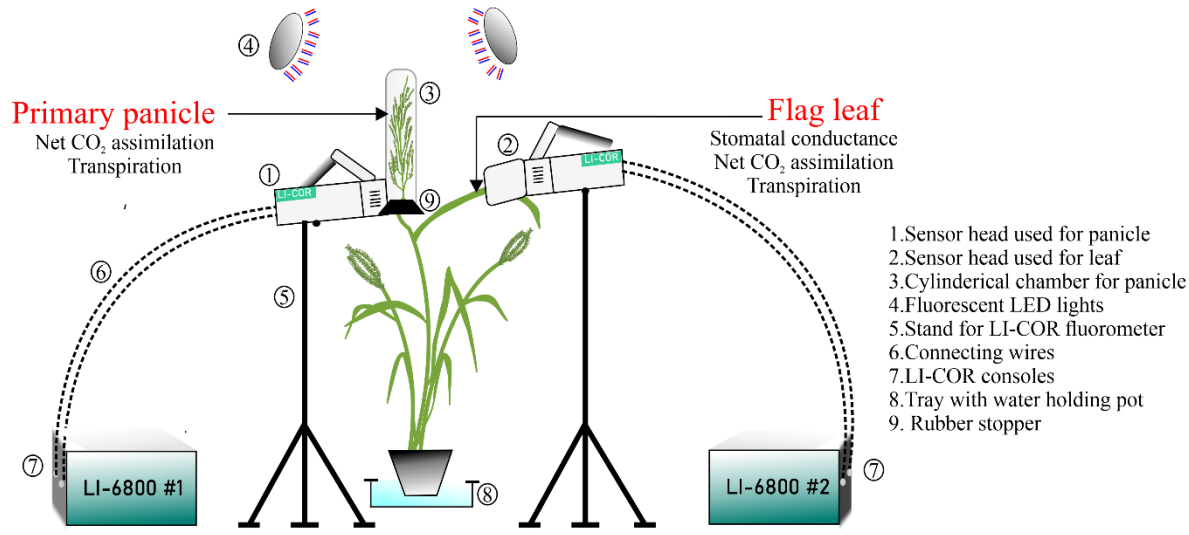 ④
Primary panicle
Net CO₂ assimilation
Transpiration
③
Flag leaf
Stomatal conductance
Net CO₂ assimilation
Transpiration
②
LI-COR
①
LI-COR
⑨
⑥
⑤
1.Sensor head used for panicle
2.Sensor head used for leaf
3.Cylinderical chamber for panicle
4.Fluorescent LED lights
5.Stand for LI-COR fluorometer
6.Connecting wires
7.LI-COR consoles
8.Tray with water holding pot
9. Rubber stopper
⑦
LI-6800 #1
⑧
LI-6800 #2
⑦